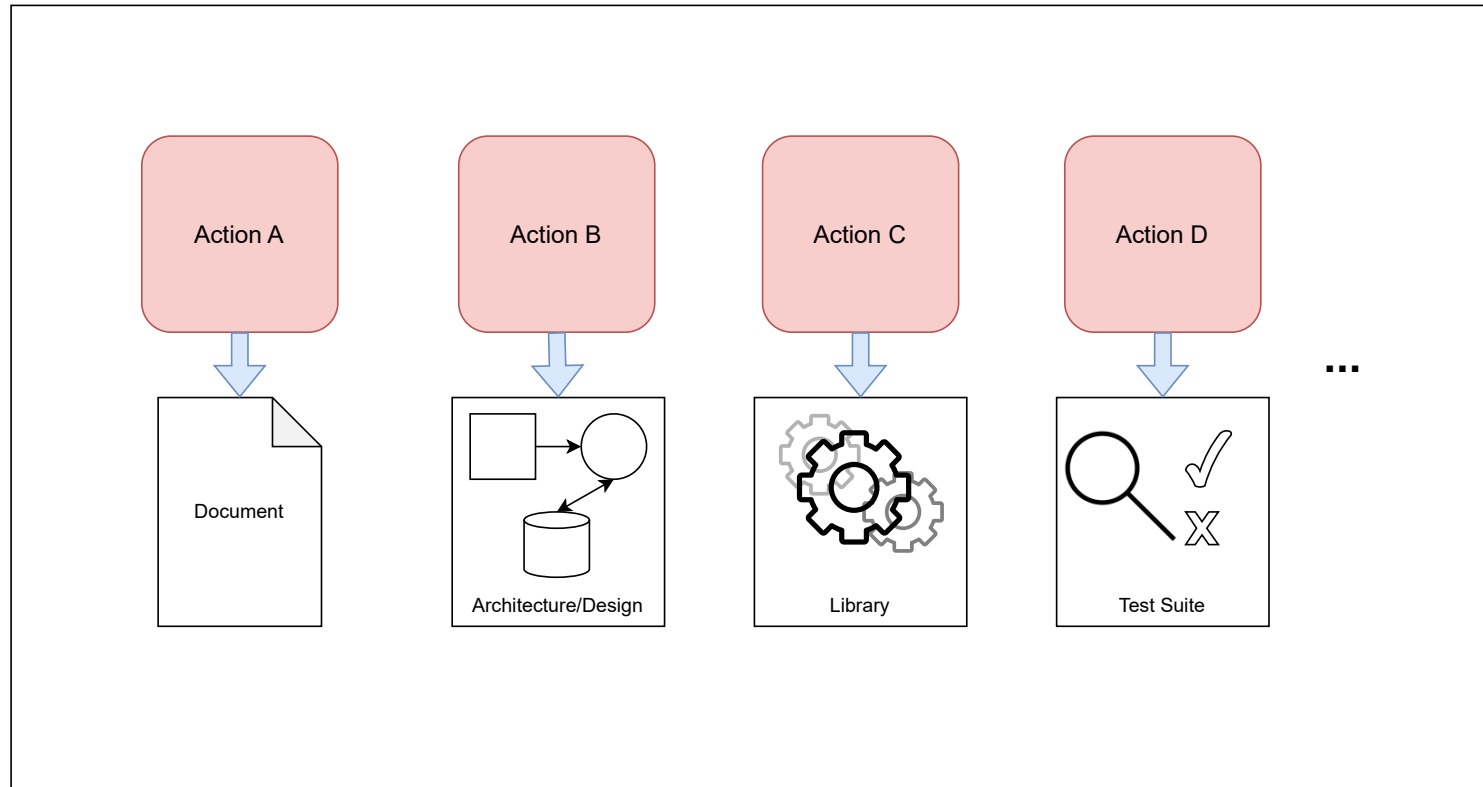 Action A
Action B
Action C
Action D
...
Document
Architecture/Design
Library
Test Suite